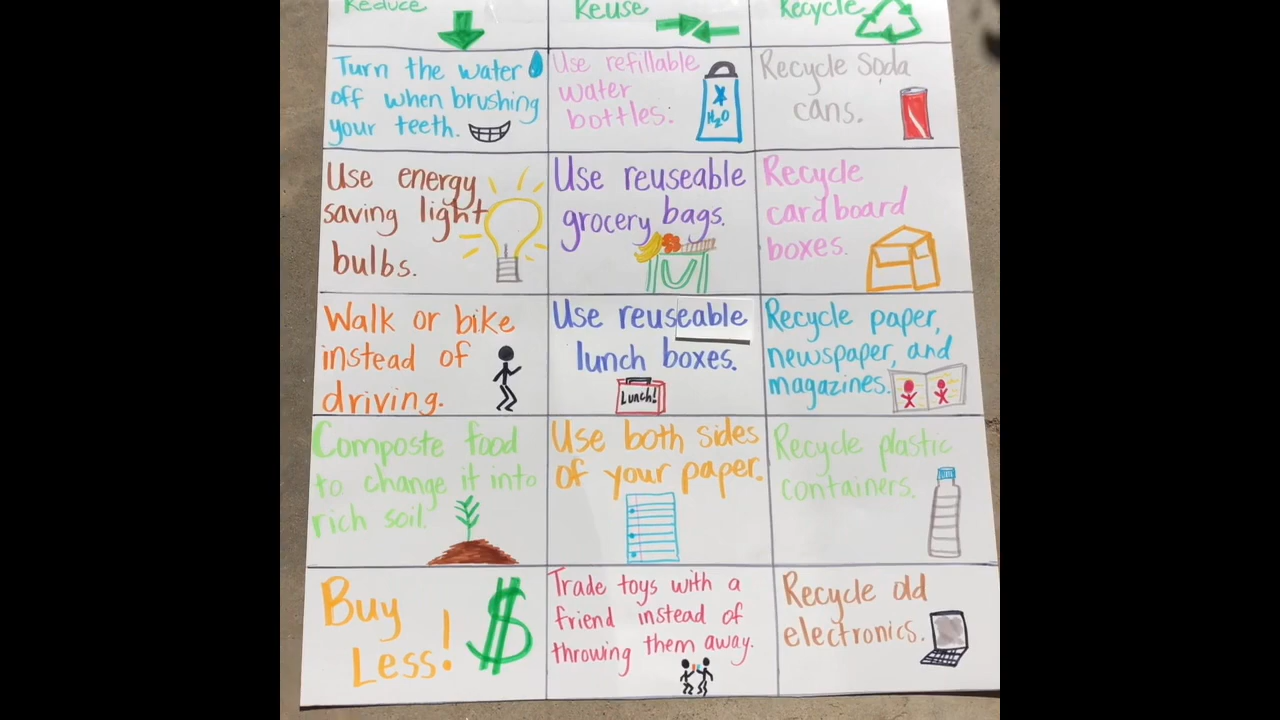 Reduce
Reuse
Recycle
Turn the water
off when brushing
your teeth.
Use refillable
water
bottles.
H2O
Recycle Soda
cans.
Use energy
saving light
bulbs.
Use reuseable
grocery bags.
Recycle
cardboard
boxes.
Walk or bike
instead of
driving.
Use reuseable
lunch boxes.
Lunch!
Recycle paper,
newspaper, and
magazines.
Composte food
to change it into
rich soil.
Use both sides
of your paper.
Recycle plastic
containers.
Buy
Less!
$
Trade toys with a
friend instead of
throwing them away.
Recycle old
electronics.